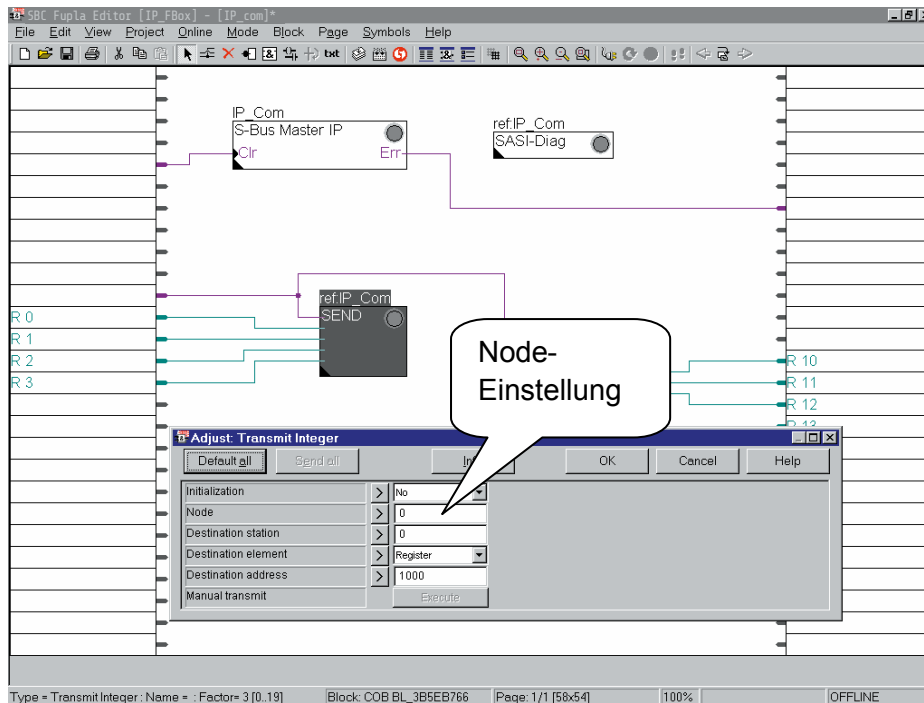 SBC Fupla Editor [IP_FBox] - [IP_com]*
File Edit View Project Online Mode Block Page Symbols Help
txt
IP_Com
S-Bus Master IP
Clr Err
ref:IP_Com
SASI-Diag
ref:IP_Com
SEND
R 0
R 1
R 2
R 3
Node-
Einstellung
R 10
R 11
R 12
R 13
Adjust: Transmit Integer
Default all Send all OK Cancel Help
Initialization > No
Node > 0
Destination station > 0
Destination element > Register
Destination address > 1000
Manual transmit Execute
Type = Transmit Integer : Name = : Factor= 3 [0..19] Block: COB BL_3B5EB766 Page: 1/1 [58x54] 100% OFFLINE